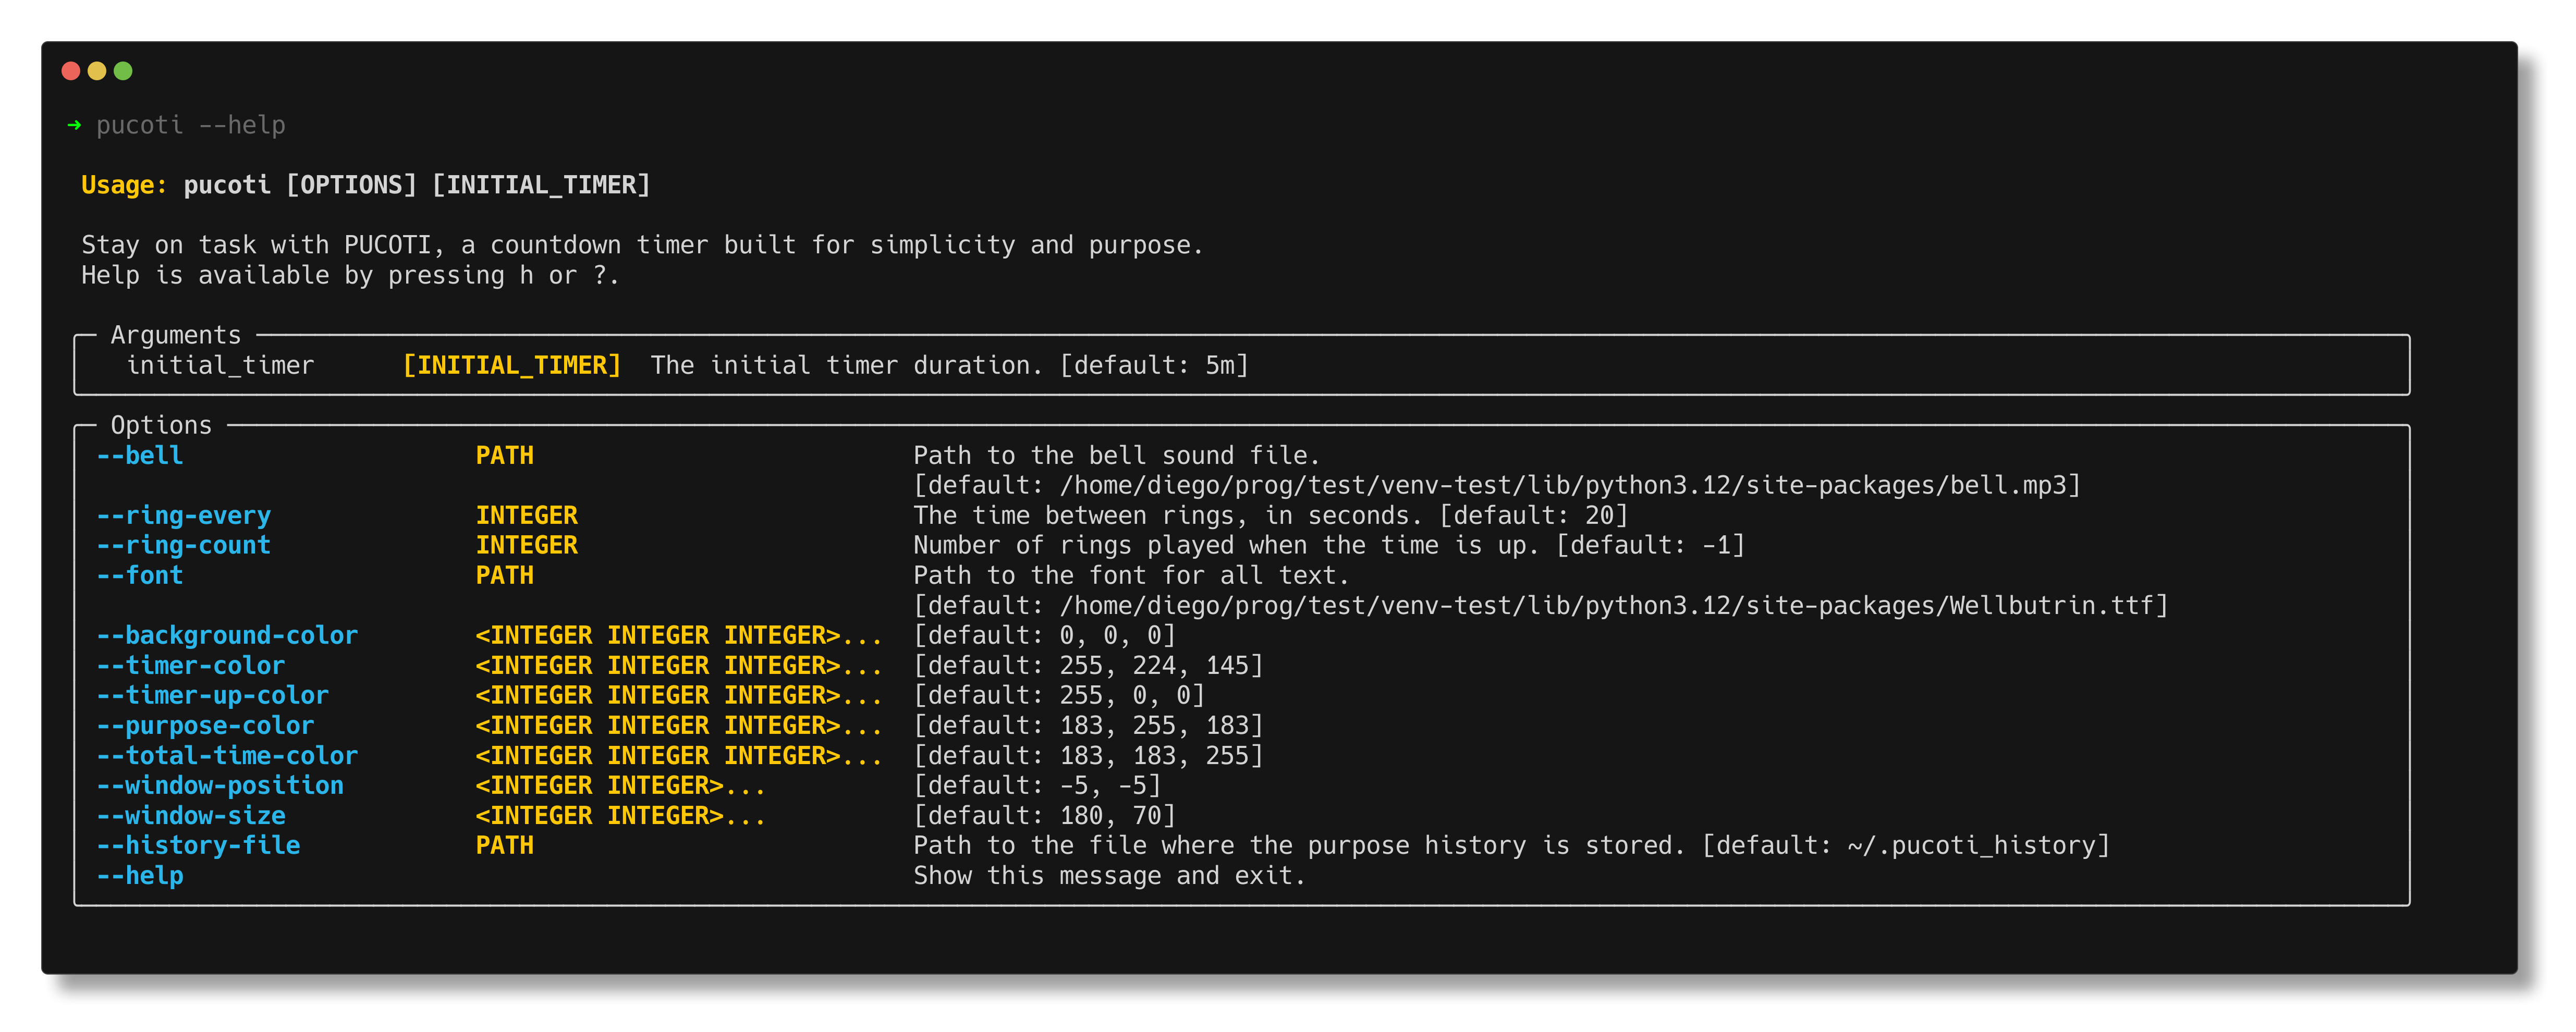 ➜ pucoti --help
Usage: pucoti [OPTIONS] [INITIAL_TIMER]
Stay on task with PUCOTI, a countdown timer built for simplicity and purpose.
Help is available by pressing h or ?.
Arguments
initial_timer [INITIAL_TIMER] The initial timer duration. [default: 5m]
Options
--bell PATH Path to the bell sound file.
[default: /home/diego/prog/test/venv-test/lib/python3.12/site-packages/bell.mp3]
--ring-every INTEGER The time between rings, in seconds. [default: 20]
--ring-count INTEGER Number of rings played when the time is up. [default: -1]
--font PATH Path to the font for all text.
[default: /home/diego/prog/test/venv-test/lib/python3.12/site-packages/Wellbutrin.ttf]
--background-color <INTEGER INTEGER INTEGER>... [default: 0, 0, 0]
--timer-color <INTEGER INTEGER INTEGER>... [default: 255, 224, 145]
--timer-up-color <INTEGER INTEGER INTEGER>... [default: 255, 0, 0]
--purpose-color <INTEGER INTEGER INTEGER>... [default: 183, 255, 183]
--total-time-color <INTEGER INTEGER INTEGER>... [default: 183, 183, 255]
--window-position <INTEGER INTEGER>... [default: -5, -5]
--window-size <INTEGER INTEGER>... [default: 180, 70]
--history-file PATH Path to the file where the purpose history is stored. [default: ~/.pucoti_history]
--help Show this message and exit.